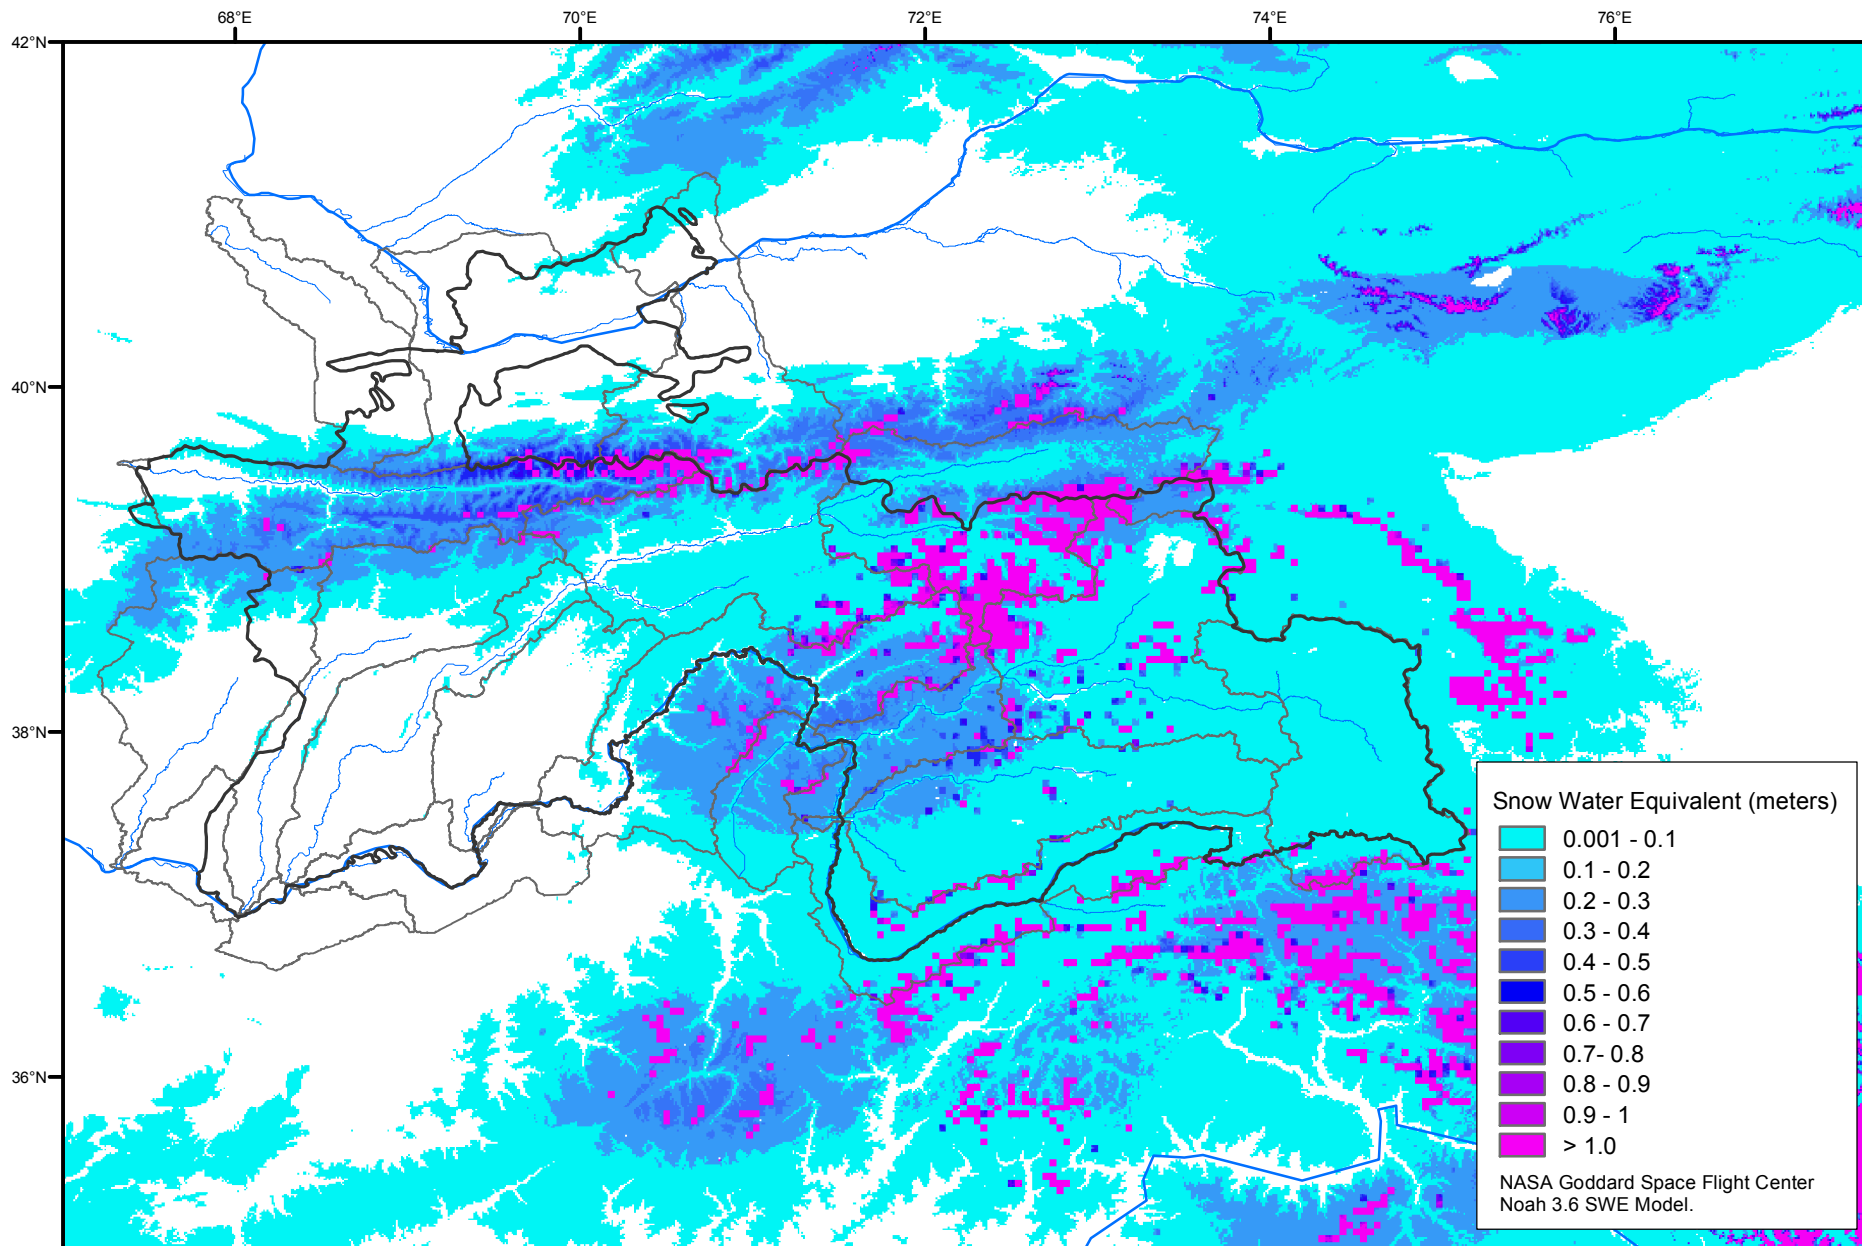 68°E 70°E 72°E 74°E 76°E
42°N
40°N
38°N
36°N
Snow Water Equivalent (meters)
0.001 - 0.1
0.1 - 0.2
0.2 - 0.3
0.3 - 0.4
0.4 - 0.5
0.5 - 0.6
0.6 - 0.7
0.7- 0.8
0.8 - 0.9
0.9 - 1
> 1.0
NASA Goddard Space Flight Center
Noah 3.6 SWE Model.